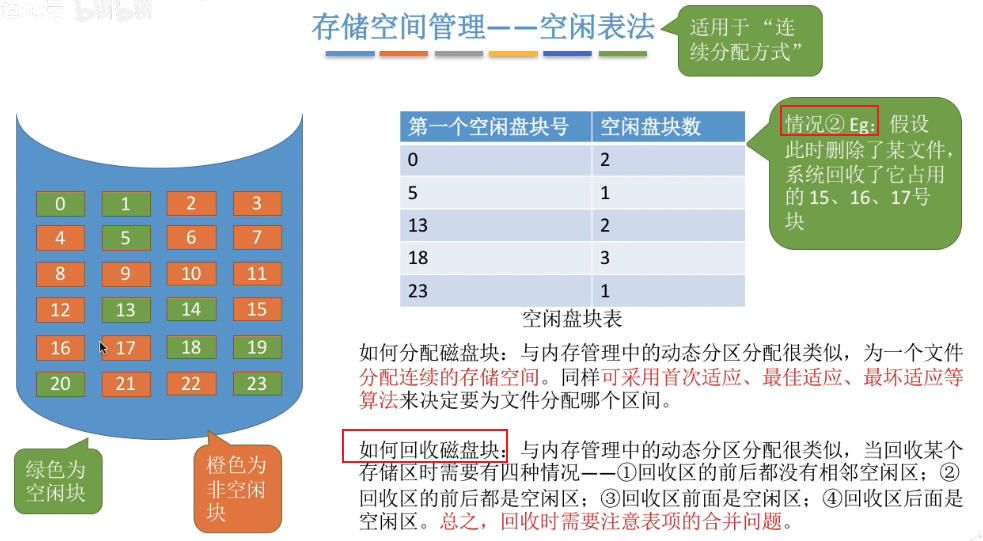 bilibili
存储空间管理——空闲表法
适用于 “连
续分配方式”
第一个空闲盘块号 空闲盘块数
0 2
5 1
13 2
18 3
23 1
空闲盘块表
情况② Eg：假设
此时删除了某文件，
系统回收了它占用
的 15、16、17号
块
0 1 2 3
4 5 6 7
8 9 10 11
12 13 14 15
16 17 18 19
20 21 22 23
绿色为
空闲块
橙色为
非空闲
块
如何分配磁盘块：与内存管理中的动态分区分配很类似，为一个文件
分配连续的存储空间。同样可采用首次适应、最佳适应、最坏适应等
算法来决定要为文件分配哪个区间。
如何回收磁盘块：与内存管理中的动态分区分配很类似，当回收某个
存储区时需要有四种情况——①回收区的前后都没有相邻空闲区；②
回收区的前后都是空闲区；③回收区前面是空闲区；④回收区后面是
空闲区。总之，回收时需要注意表项的合并问题。